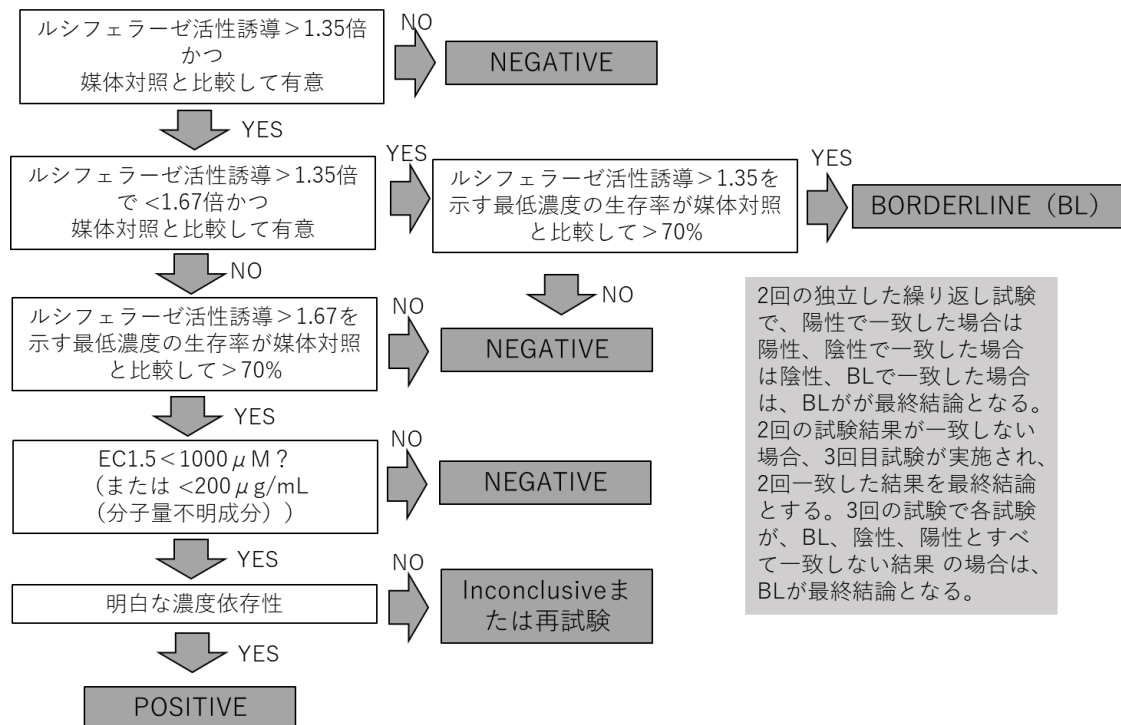 ルシフェラーゼ活性誘導＞1.35倍
かつ
媒体対照と比較して有意
NO
NEGATIVE
YES
ルシフェラーゼ活性誘導＞1.35倍
で <1.67倍かつ
媒体対照と比較して有意
YES
ルシフェラーゼ活性誘導＞1.35を
示す最低濃度の生存率が媒体対照
と比較して＞70%
YES
BORDERLINE（BL）
NO
NO
ルシフェラーゼ活性誘導＞1.67を
示す最低濃度の生存率が媒体対照
と比較して＞70%
NO
NEGATIVE
YES
EC1.5＜1000μM？
（または <200μg/mL
（分子量不明成分））
NO
NEGATIVE
YES
明白な濃度依存性
NO
Inconclusiveま
たは再試験
YES
POSITIVE
2回の独立した繰り返し試験
で、陽性で一致した場合は
陽性、陰性で一致した場合
は陰性、BLで一致した場合
は、BLがが最終結論となる。
2回の試験結果が一致しない
場合、3回目試験が実施され、
2回一致した結果を最終結論
とする。3回の試験で各試験
が、BL、陰性、陽性とすべ
て一致しない結果 の場合は、
BLが最終結論となる。